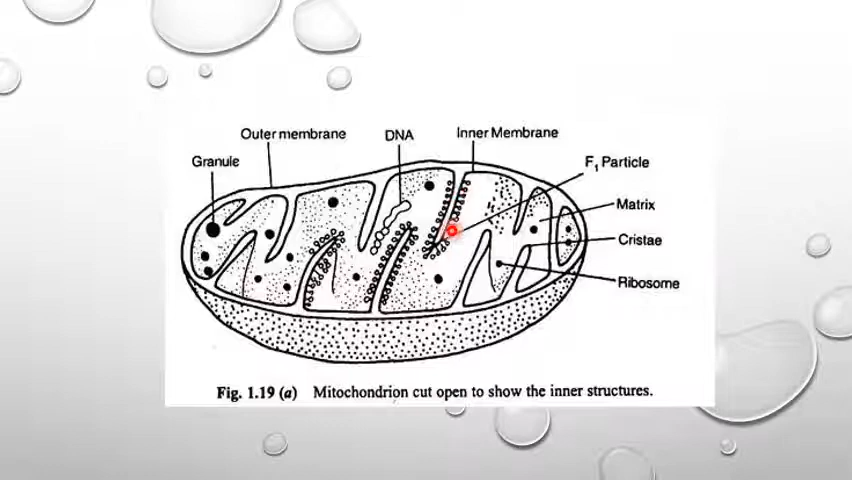 Outer membrane
DNA
Inner Membrane
Granule
F1 Particle
Matrix
Cristae
Ribosome
Fig. 1.19 (a) Mitochondrion cut open to show the inner structures.